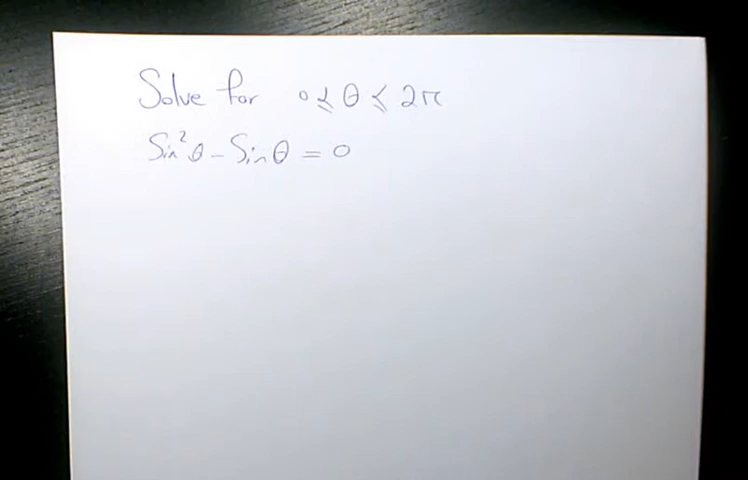 Solve for 0 ⩽ θ ⩽ 2π
Sin²θ - Sinθ = 0